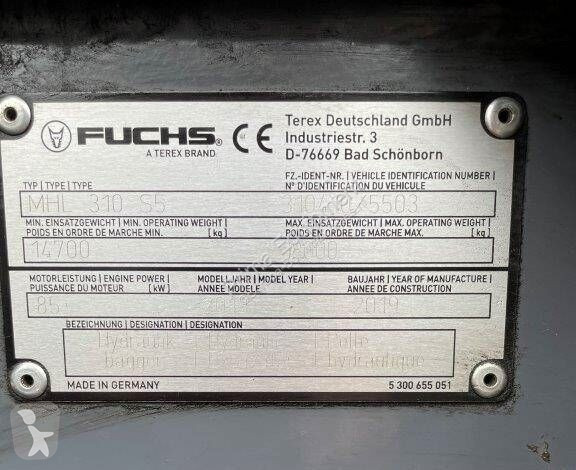 FUCHS®
A TEREX BRAND
CE
Terex Deutschland GmbH
Industriestr. 3
D-76669 Bad Schönborn
TYP | TYPE | TYPE
FZ.-IDENT-NR. | VEHICLE IDENTIFICATION NUMBER |
N° D'IDENTIFICATION DU VEHICULE
MHL 310 S5
MIN. EINSATZGEWICHT | MIN. OPERATING WEIGHT |
POIDS EN ORDRE DE MARCHE MIN. [kg]
MAX. EINSATZGEWICHT | MAX. OPERATING WEIGHT |
POIDS EN ORDRE DE MARCHE MAX. [kg]
14700
MOTORLEISTUNG | ENGINE POWER |
PUISSANCE DU MOTEUR [kW]
MODELLJAHR | MODEL YEAR |
ANNEE MODELE
BAUJAHR | YEAR OF MANUFACTURE |
ANNEE DE CONSTRUCTION
85
2019
BEZEICHNUNG | DESIGNATION | DESIGNATION
Hydraulik Pelle
bagger hydraulique
MADE IN GERMANY
5 300 655 051